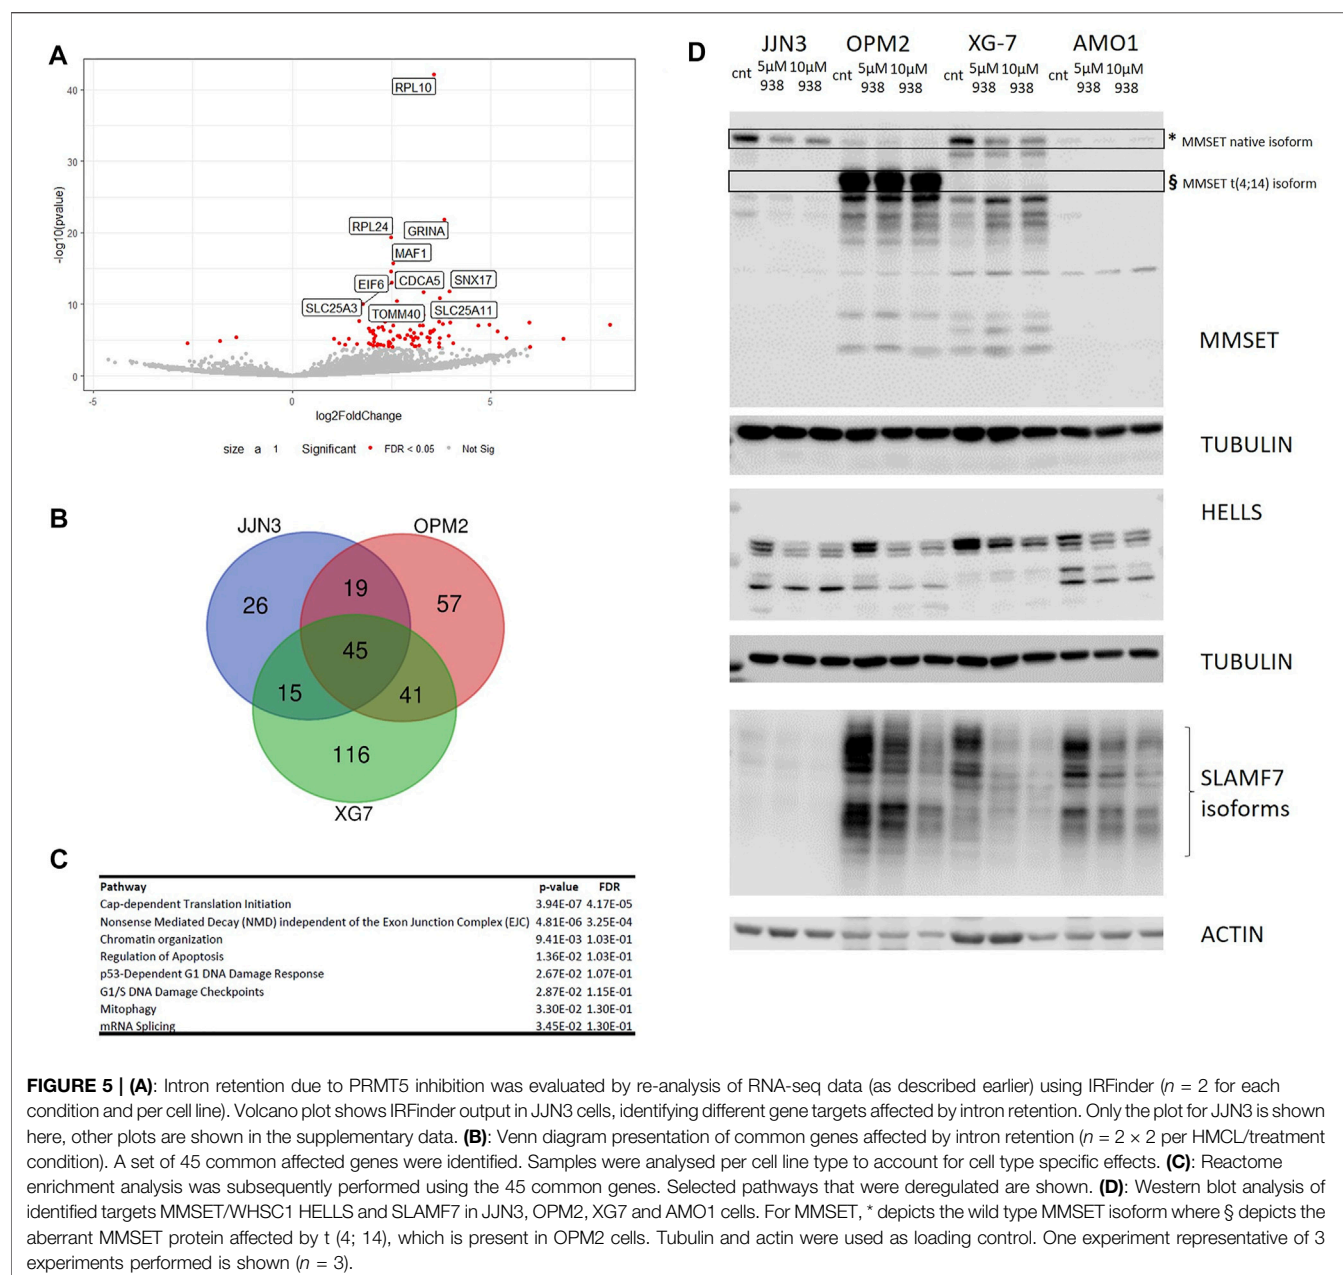 A
RPL10
RPL24
GRINA
MAF1
EIF6
CDCA5
SNX17
SLC25A3
TOMM40
SLC25A11
-log10(pvalue)
40
30
20
10
0
-5
0
5
log2FoldChange
size a 1 Significant FDR < 0.05 Not Sig
B
JJN3
OPM2
26
19
57
45
15
41
116
XG7
C
Pathway p-value FDR
Cap-dependent Translation Initiation 3.94E-07 4.17E-05
Nonsense Mediated Decay (NMD) independent of the Exon Junction Complex (EJC) 4.81E-06 3.25E-04
Chromatin organization 9.41E-03 1.03E-01
Regulation of Apoptosis 1.36E-02 1.03E-01
p53-Dependent G1 DNA Damage Response 2.67E-02 1.07E-01
G1/S DNA Damage Checkpoints 2.87E-02 1.15E-01
Mitophagy 3.30E-02 1.30E-01
mRNA Splicing 3.45E-02 1.30E-01
D
JJN3 OPM2 XG-7 AMO1
cnt 5μM 10μM cnt 5μM 10μM cnt 5μM 10μM cnt 5μM 10μM
938 938 938 938 938 938 938 938
* MMSET native isoform
§ MMSET t(4;14) isoform
MMSET
TUBULIN
HELLS
TUBULIN
SLAMF7
isoforms
ACTIN
FIGURE 5 | (A): Intron retention due to PRMT5 inhibition was evaluated by re-analysis of RNA-seq data (as described earlier) using IRFinder (n = 2 for each
condition and per cell line). Volcano plot shows IRFinder output in JJN3 cells, identifying different gene targets affected by intron retention. Only the plot for JJN3 is shown
here, other plots are shown in the supplementary data. (B): Venn diagram presentation of common genes affected by intron retention (n = 2 × 2 per HMCL/treatment
condition). A set of 45 common affected genes were identified. Samples were analysed per cell line type to account for cell type specific effects. (C): Reactome
enrichment analysis was subsequently performed using the 45 common genes. Selected pathways that were deregulated are shown. (D): Western blot analysis of
identified targets MMSET/WHSC1 HELLS and SLAMF7 in JJN3, OPM2, XG7 and AMO1 cells. For MMSET, * depicts the wild type MMSET isoform where § depicts the
aberrant MMSET protein affected by t (4; 14), which is present in OPM2 cells. Tubulin and actin were used as loading control. One experiment representative of 3
experiments performed is shown (n = 3).